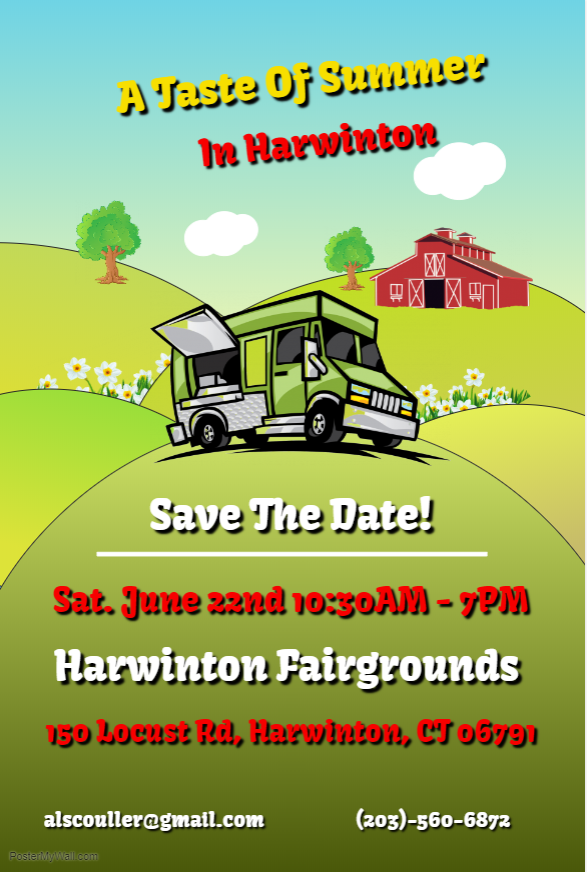 A Taste Of Summer
In Harwinton
Save The Date!
Sat. June 22nd 10:30AM - 7PM
Harwinton Fairgrounds
150 Locust Rd, Harwinton, CT 06791
alscouller@gmail.com (203)-560-6872
PosterMyWall.com